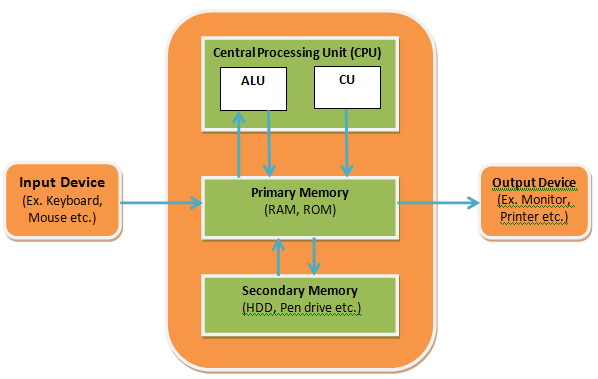 Central Processing Unit (CPU)
ALU
CU
Input Device
(Ex. Keyboard,
Mouse etc.)
Primary Memory
(RAM, ROM)
Output Device
(Ex. Monitor,
Printer etc.)
Secondary Memory
(HDD, Pen drive etc.)